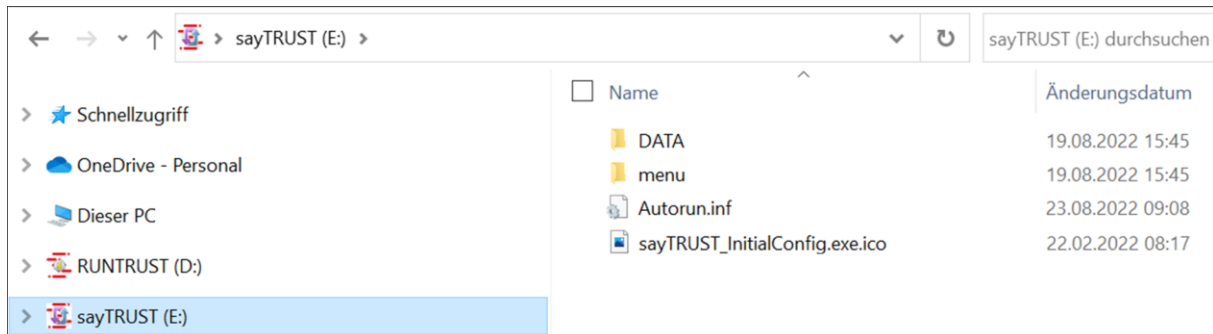 sayTRUST (E:)
sayTRUST (E:) durchsuchen
Schnellzugriff
OneDrive - Personal
Dieser PC
RUNTRUST (D:)
sayTRUST (E:)
Name Änderungsdatum
DATA 19.08.2022 15:45
menu 19.08.2022 15:45
Autorun.inf 23.08.2022 09:08
sayTRUST_InitialConfig.exe.ico 22.02.2022 08:17